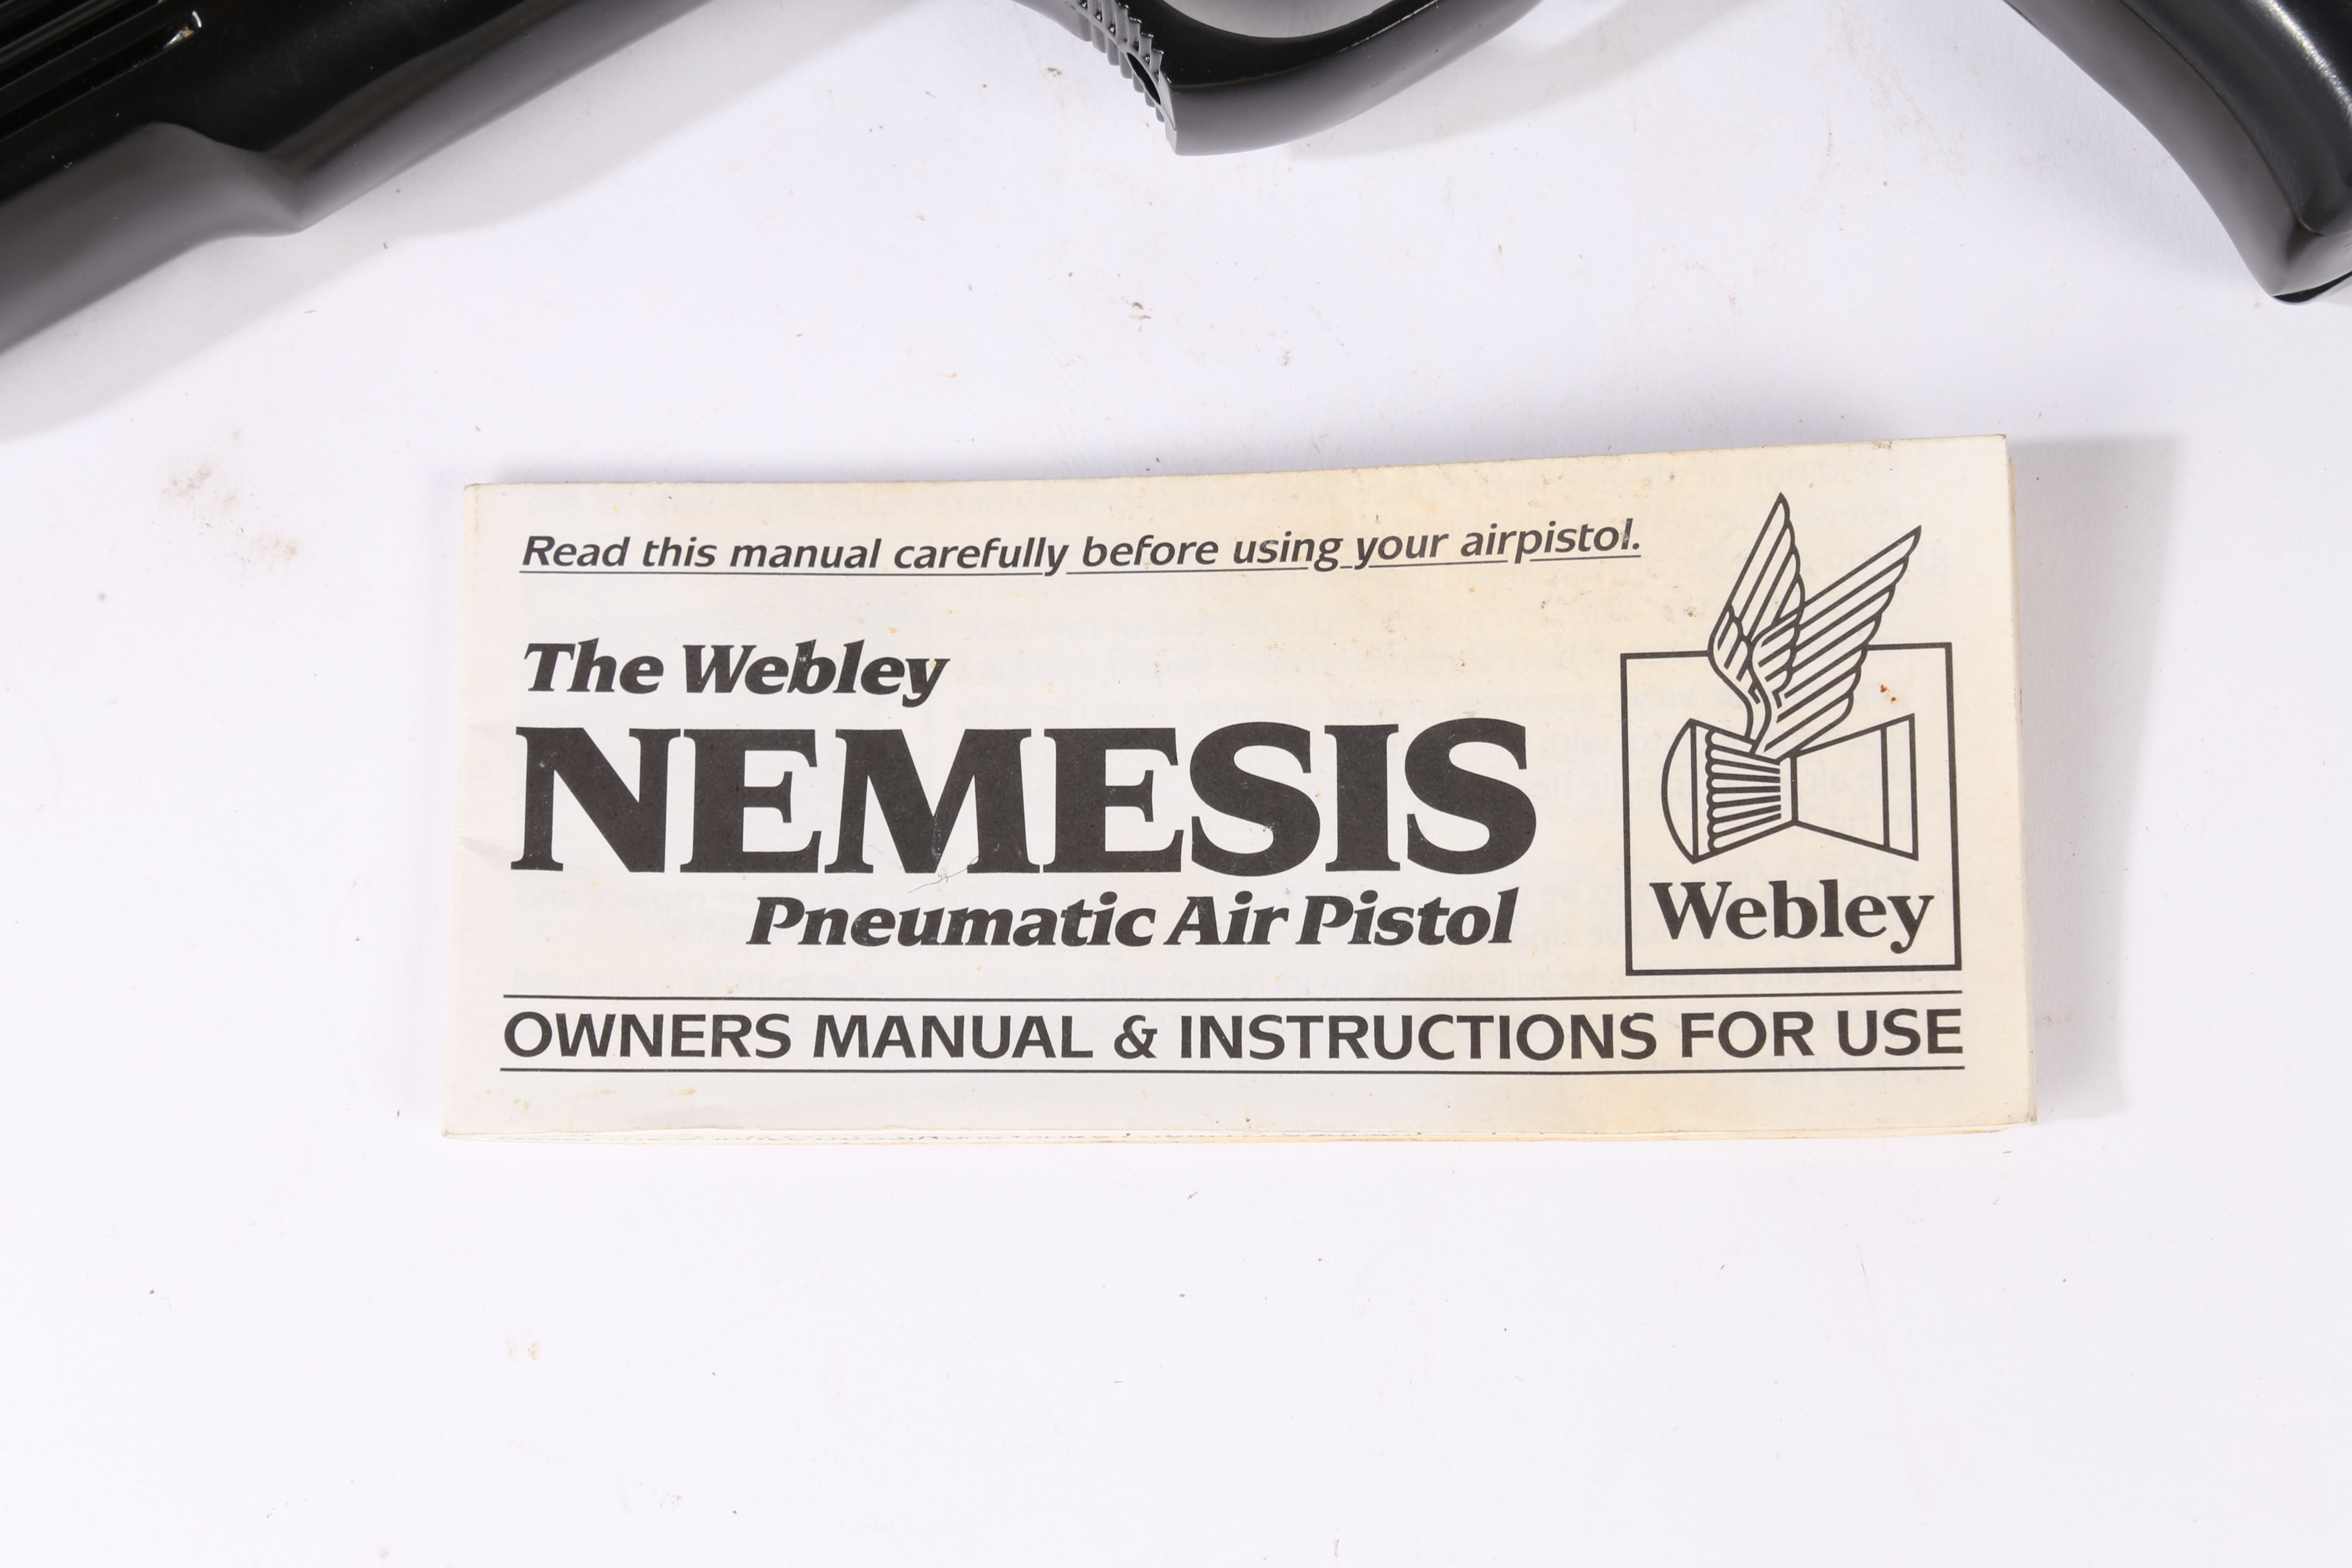 Read this manual carefully before using your airpistol.
The Webley
NEMESIS
Pneumatic Air Pistol
Webley
OWNERS MANUAL & INSTRUCTIONS FOR USE